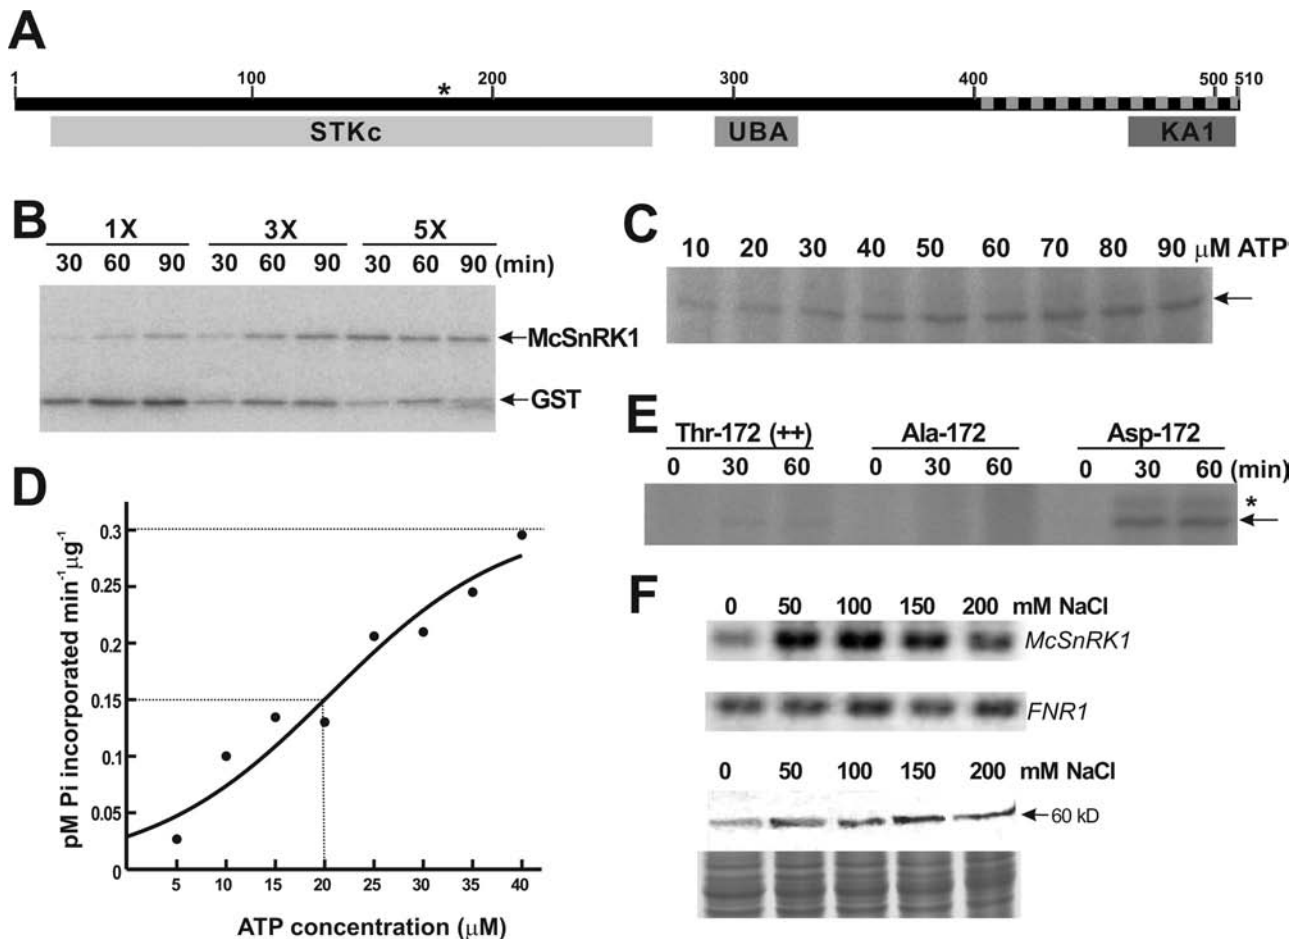 A
1 100 * 200 300 400 500 510
STKc UBA KA1
B
1X 3X 5X
30 60 90 30 60 90 30 60 90 (min)
McSnRK1
GST
C
10 20 30 40 50 60 70 80 90 μM ATP
D
pM Pi incorporated min⁻¹μg⁻¹
0.3
0.25
0.2
0.15
0.1
0.05
0
5 10 15 20 25 30 35 40
ATP concentration (μM)
E
Thr-172 (++) Ala-172 Asp-172
0 30 60 0 30 60 0 30 60 (min)
*
F
0 50 100 150 200 mM NaCl
McSnRK1
FNR1
0 50 100 150 200 mM NaCl
60 kD